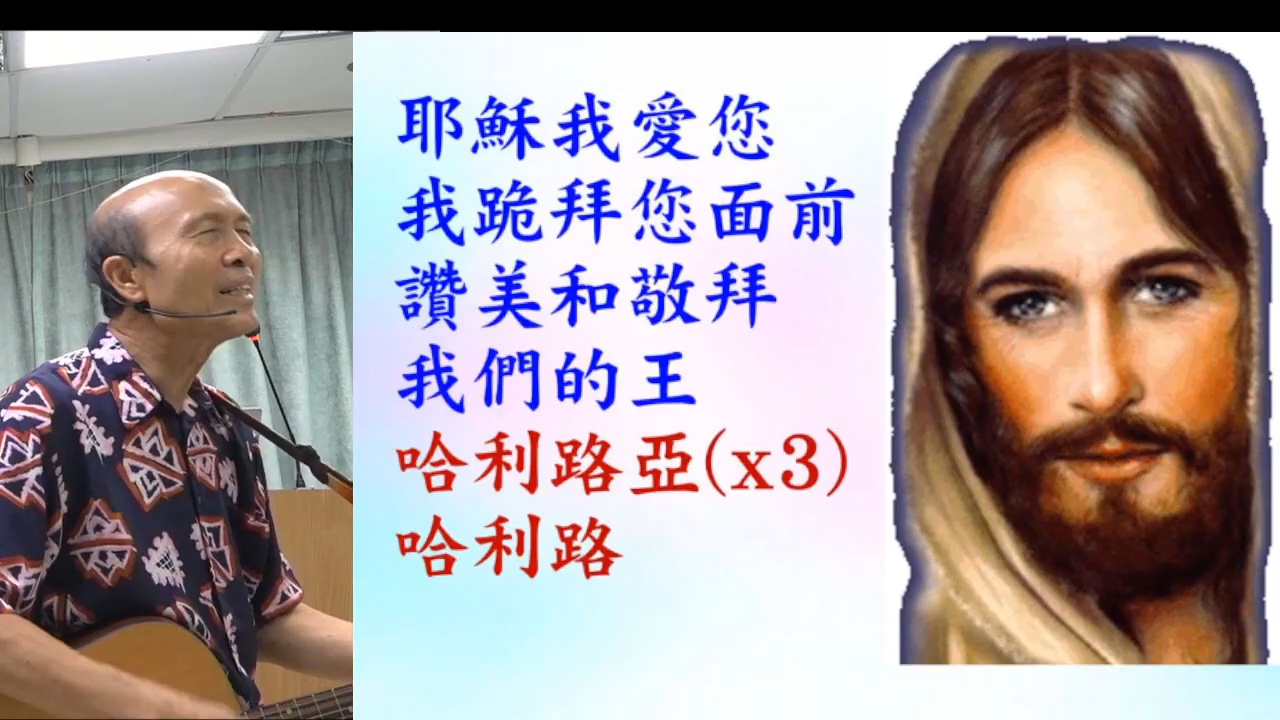 耶穌我愛您
我跪拜您面前
讚美和敬拜
我們的王
哈利路亞(x3)
哈利路